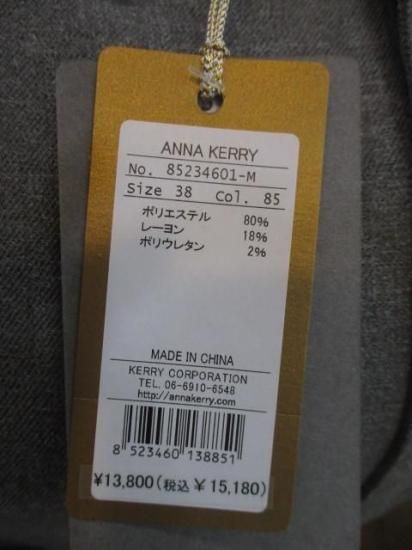 ANNA KERRY
No. 85234601-M
Size 38 Col. 85
ポリエステル 80%
レーヨン 18%
ポリウレタン 2%
MADE IN CHINA
KERRY CORPORATION
TEL. 06-6910-6548
http://annakerry.com
8 523460 138851
¥13,800(税込 ¥15,180)